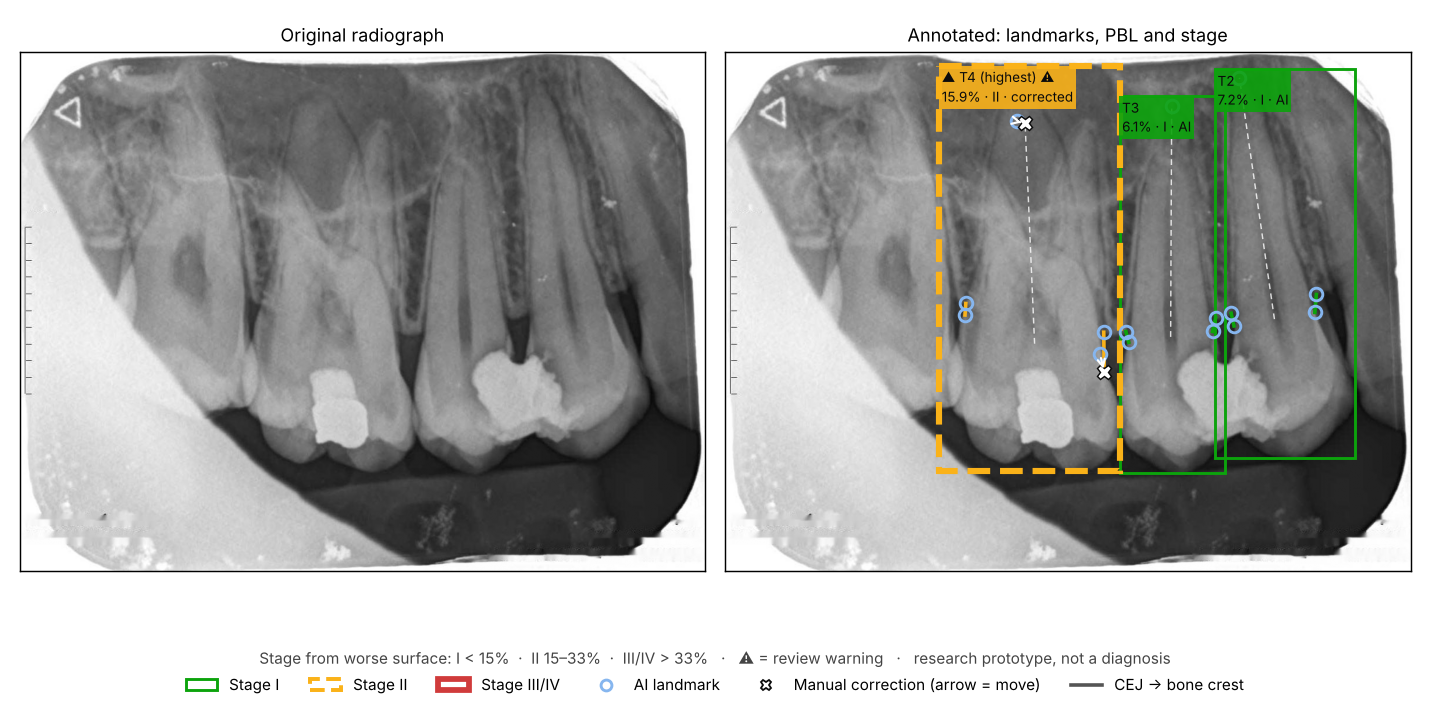 Original radiograph
Annotated: landmarks, PBL and stage
▲ T4 (highest) ⚠
15.9% · II · corrected
T3
6.1% · I · AI
T2
7.2% · I · AI
Stage from worse surface: I < 15% · II 15–33% · III/IV > 33% · ⚠ = review warning · research prototype, not a diagnosis
Stage I
Stage II
Stage III/IV
AI landmark
Manual correction (arrow = move)
CEJ → bone crest